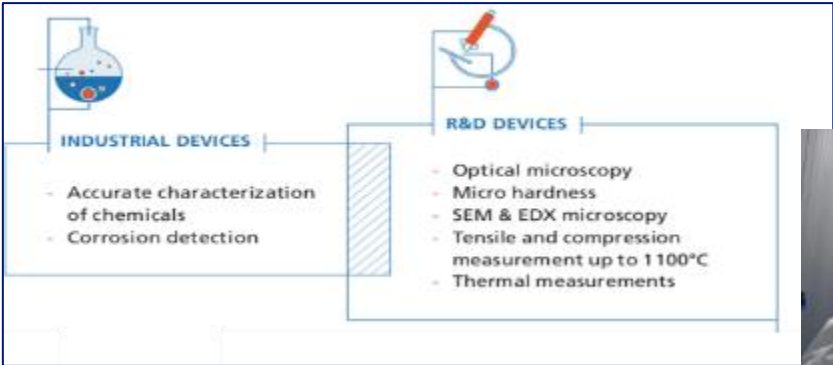 INDUSTRIAL DEVICES
- Accurate characterization
of chemicals
- Corrosion detection
R&D DEVICES
- Optical microscopy
- Micro hardness
- SEM & EDX microscopy
- Tensile and compression
measurement up to 1100°C
- Thermal measurements